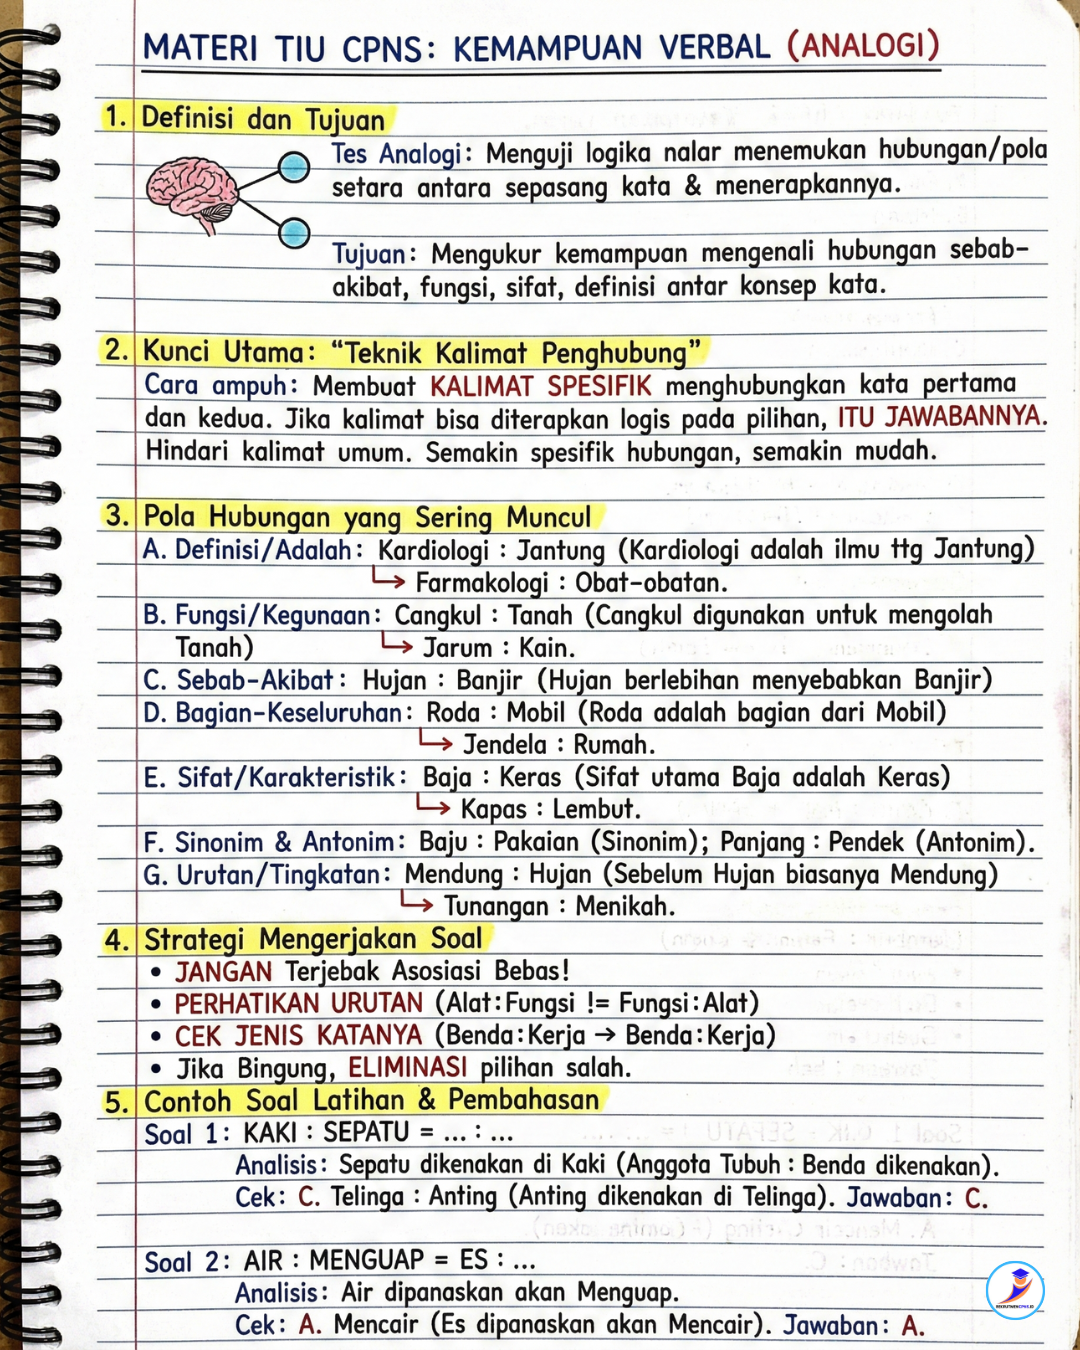 MATERI TIU CPNS: KEMAMPUAN VERBAL (ANALOGI)
1. Definisi dan Tujuan
Tes Analogi: Menguji logika nalar menemukan hubungan/pola
setara antara sepasang kata & menerapkannya.
Tujuan: Mengukur kemampuan mengenali hubungan sebab-
akibat, fungsi, sifat, definisi antar konsep kata.
2. Kunci Utama: “Teknik Kalimat Penghubung”
Cara ampuh: Membuat KALIMAT SPESIFIK menghubungkan kata pertama
dan kedua. Jika kalimat bisa diterapkan logis pada pilihan, ITU JAWABANNYA.
Hindari kalimat umum. Semakin spesifik hubungan, semakin mudah.
3. Pola Hubungan yang Sering Muncul
A. Definisi/Adalah: Kardiologi : Jantung (Kardiologi adalah ilmu ttg Jantung)
↳ Farmakologi : Obat-obatan.
B. Fungsi/Kegunaan: Cangkul : Tanah (Cangkul digunakan untuk mengolah
Tanah) ↳ Jarum : Kain.
C. Sebab-Akibat: Hujan : Banjir (Hujan berlebihan menyebabkan Banjir)
D. Bagian-Keseluruhan: Roda : Mobil (Roda adalah bagian dari Mobil)
↳ Jendela : Rumah.
E. Sifat/Karakteristik: Baja : Keras (Sifat utama Baja adalah Keras)
↳ Kapas : Lembut.
F. Sinonim & Antonim: Baju : Pakaian (Sinonim); Panjang : Pendek (Antonim).
G. Urutan/Tingkatan: Mendung : Hujan (Sebelum Hujan biasanya Mendung)
↳ Tunangan : Menikah.
4. Strategi Mengerjakan Soal
• JANGAN Terjebak Asosiasi Bebas!
• PERHATIKAN URUTAN (Alat:Fungsi != Fungsi:Alat)
• CEK JENIS KATANYA (Benda:Kerja → Benda:Kerja)
• Jika Bingung, ELIMINASI pilihan salah.
5. Contoh Soal Latihan & Pembahasan
Soal 1: KAKI : SEPATU = ... : ...
Analisis: Sepatu dikenakan di Kaki (Anggota Tubuh : Benda dikenakan).
Cek: C. Telinga : Anting (Anting dikenakan di Telinga). Jawaban: C.
Soal 2: AIR : MENGUAP = ES : ...
Analisis: Air dipanaskan akan Menguap.
Cek: A. Mencair (Es dipanaskan akan Mencair). Jawaban: A.